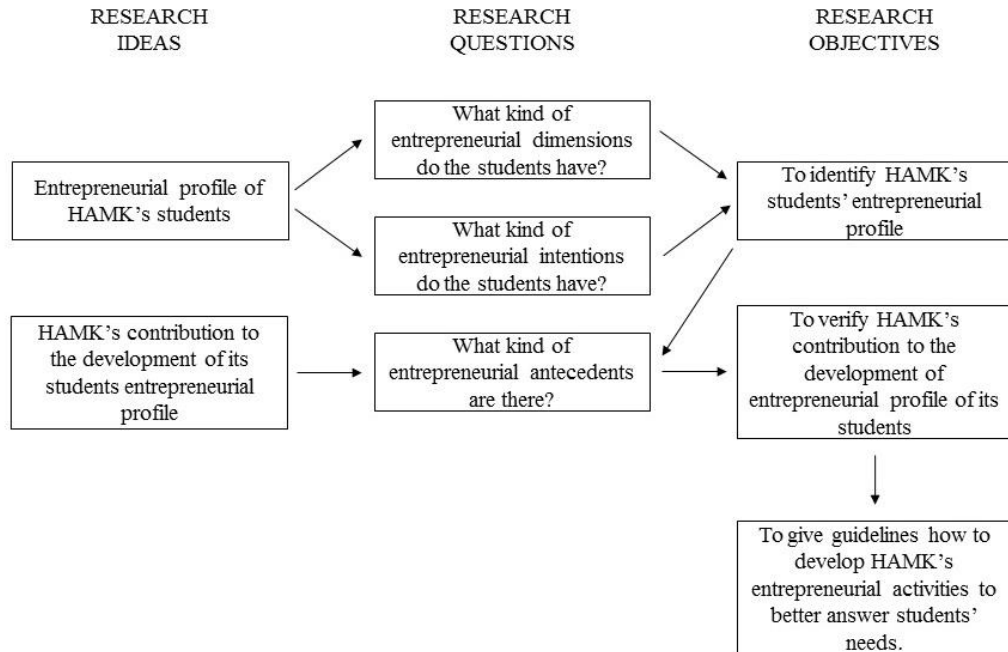 RESEARCH
IDEAS
RESEARCH
QUESTIONS
RESEARCH
OBJECTIVES
Entrepreneurial profile of
HAMK's students
HAMK's contribution to
the development of its
students entrepreneurial
profile
What kind of
entrepreneurial dimensions
do the students have?
What kind of
entrepreneurial intentions
do the students have?
What kind of
entrepreneurial antecedents
are there?
To identify HAMK's
students' entrepreneurial
profile
To verify HAMK's
contribution to the
development of
entrepreneurial profile of its
students
To give guidelines how to
develop HAMK's
entrepreneurial activities to
better answer students'
needs.